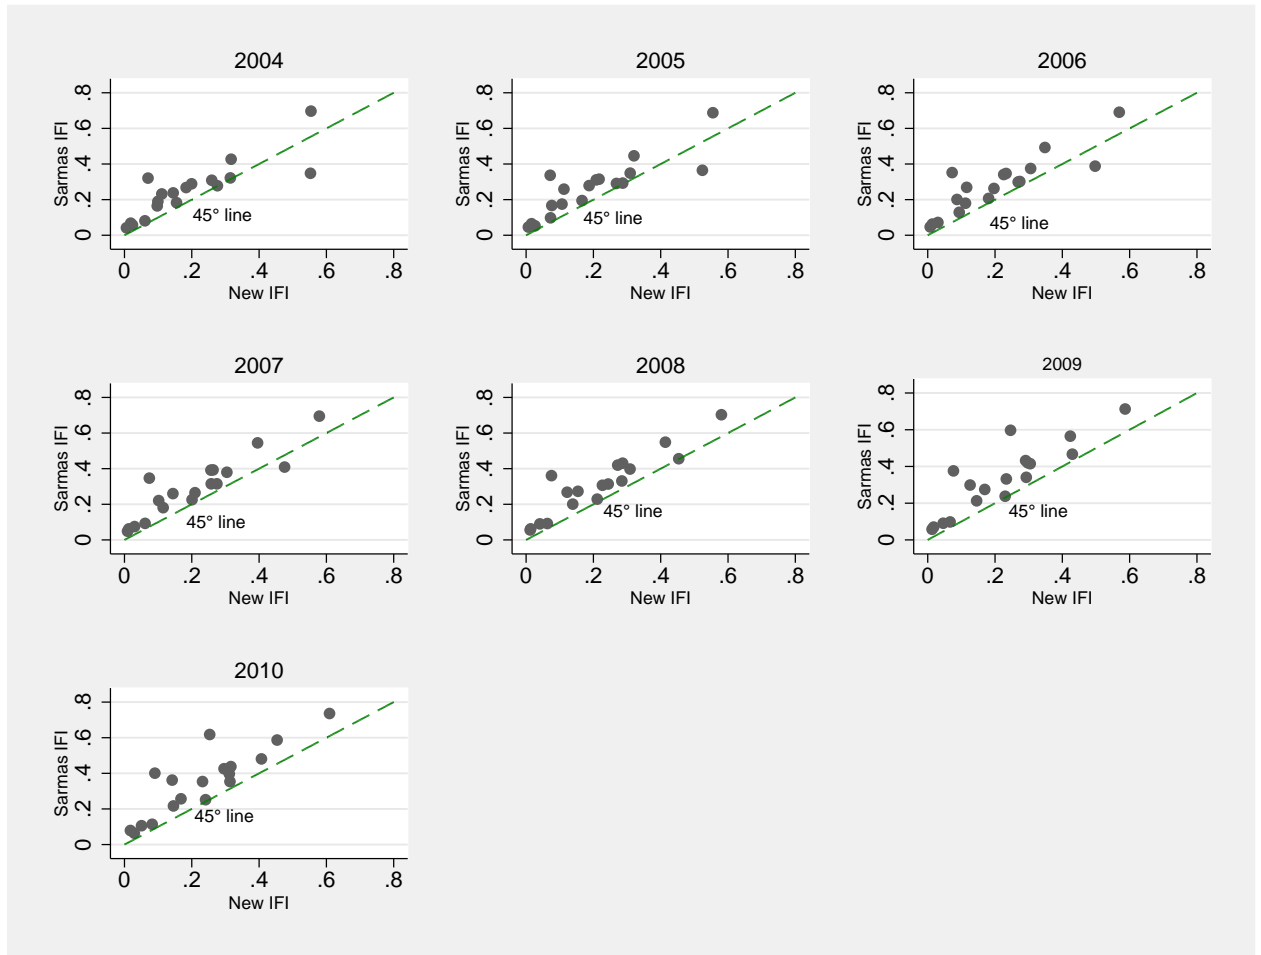 2004
Sarmas IFI
0 .2 .4 .6 .8
45° line
0 .2 .4 .6 .8
New IFI
2005
Sarmas IFI
0 .2 .4 .6 .8
45° line
0 .2 .4 .6 .8
New IFI
2006
Sarmas IFI
0 .2 .4 .6 .8
45° line
0 .2 .4 .6 .8
New IFI
2007
Sarmas IFI
0 .2 .4 .6 .8
45° line
0 .2 .4 .6 .8
New IFI
2008
Sarmas IFI
0 .2 .4 .6 .8
45° line
0 .2 .4 .6 .8
New IFI
2009
Sarmas IFI
0 .2 .4 .6 .8
45° line
0 .2 .4 .6 .8
New IFI
2010
Sarmas IFI
0 .2 .4 .6 .8
45° line
0 .2 .4 .6 .8
New IFI